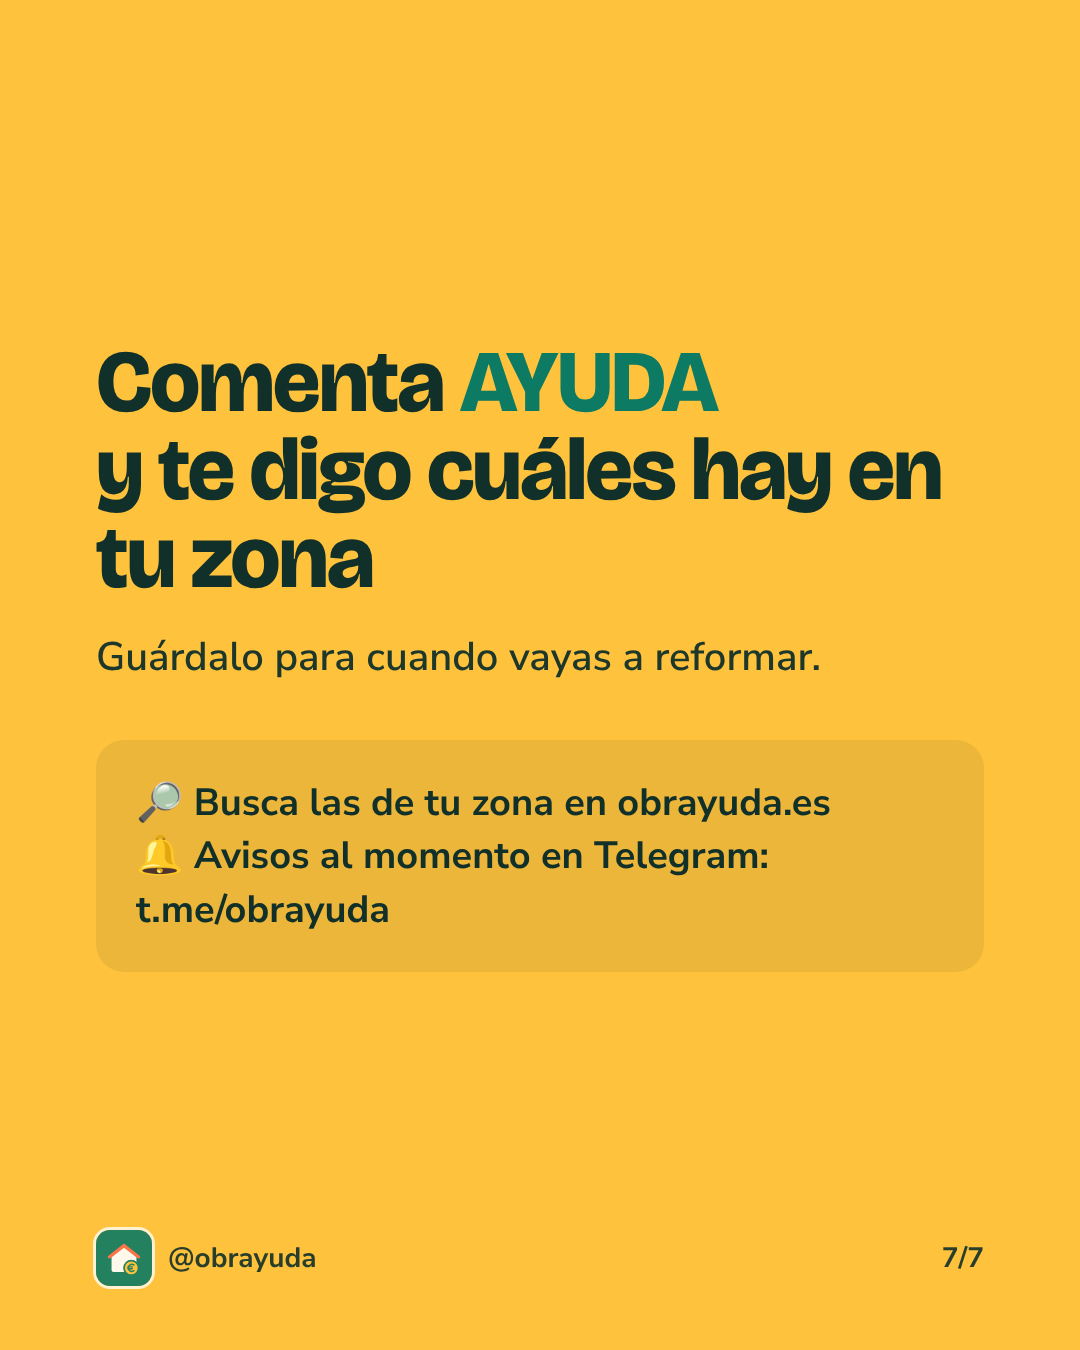 Comenta AYUDA
y te digo cuáles hay en
tu zona
Guárdalo para cuando vayas a reformar.
🔎 Busca las de tu zona en obrayuda.es
🔔 Avisos al momento en Telegram:
t.me/obrayuda
@obrayuda
7/7